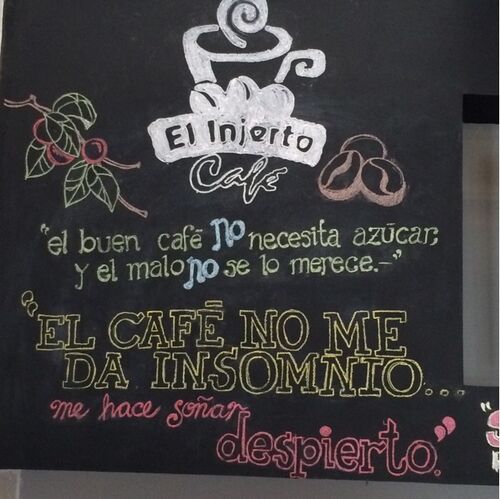 El Injerto
Café
"el buen café no necesita azúcar,
y el malo no se lo merece.-"
"EL CAFÉ NO ME
DA INSOMNIO...
me hace soñar
despierto."